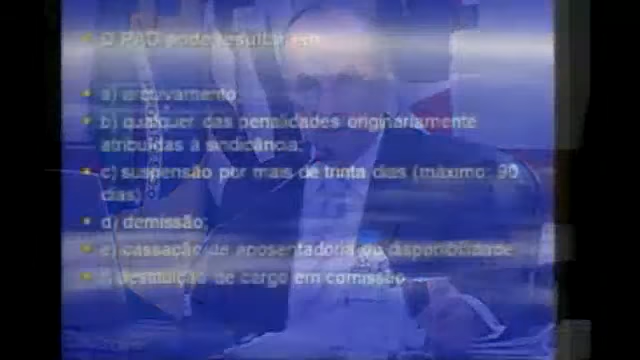 O PAD pode resultar em:
a) arquivamento
b) qualquer das penalidades originariamente
atribuídas à sindicância;
c) suspensão por mais de trinta dias (máximo: 90
dias)
d) demissão;
e) cassação de aposentadoria ou disponibilidade
f) destituição de cargo em comissão